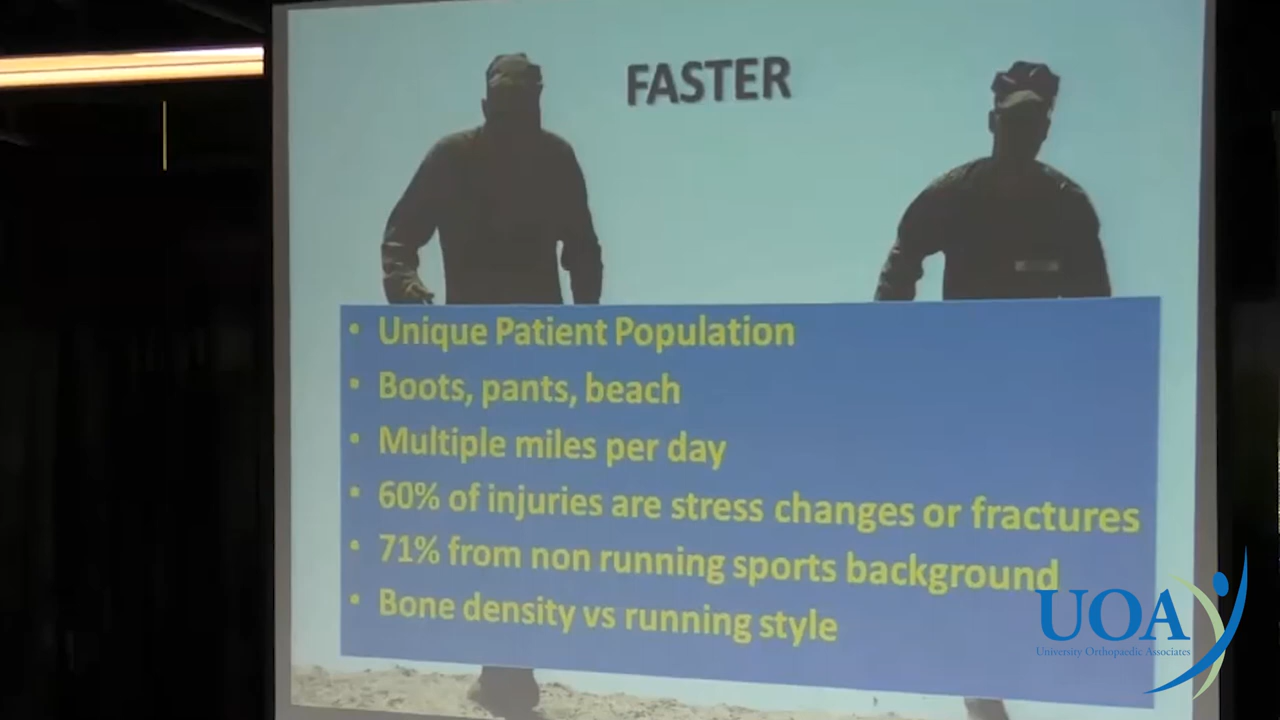 FASTER
• Unique Patient Population
• Boots, pants, beach
• Multiple miles per day
• 60% of injuries are stress changes or fractures
• 71% from non running sports background
• Bone density vs running style
UOA
University Orthopaedic Associates